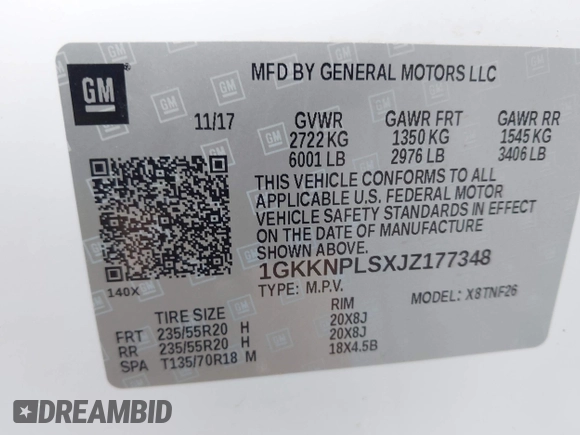 GM
MFD BY GENERAL MOTORS LLC
11/17 GVWR GAWR FRT GAWR RR
2722 KG 1350 KG 1545 KG
6001 LB 2976 LB 3406 LB
THIS VEHICLE CONFORMS TO ALL
APPLICABLE U.S. FEDERAL MOTOR
VEHICLE SAFETY STANDARDS IN EFFECT
ON THE DATE OF MANUFACTURE
SHOWN ABOVE.
1GKKNPLSXJZ177348
140X TYPE: M.P.V. MODEL: X8TNF26
TIRE SIZE RIM
FRT 235/55R20 H 20X8J
RR 235/55R20 H 20X8J
SPA T135/70R18 M 18X4.5B
DREAMBID